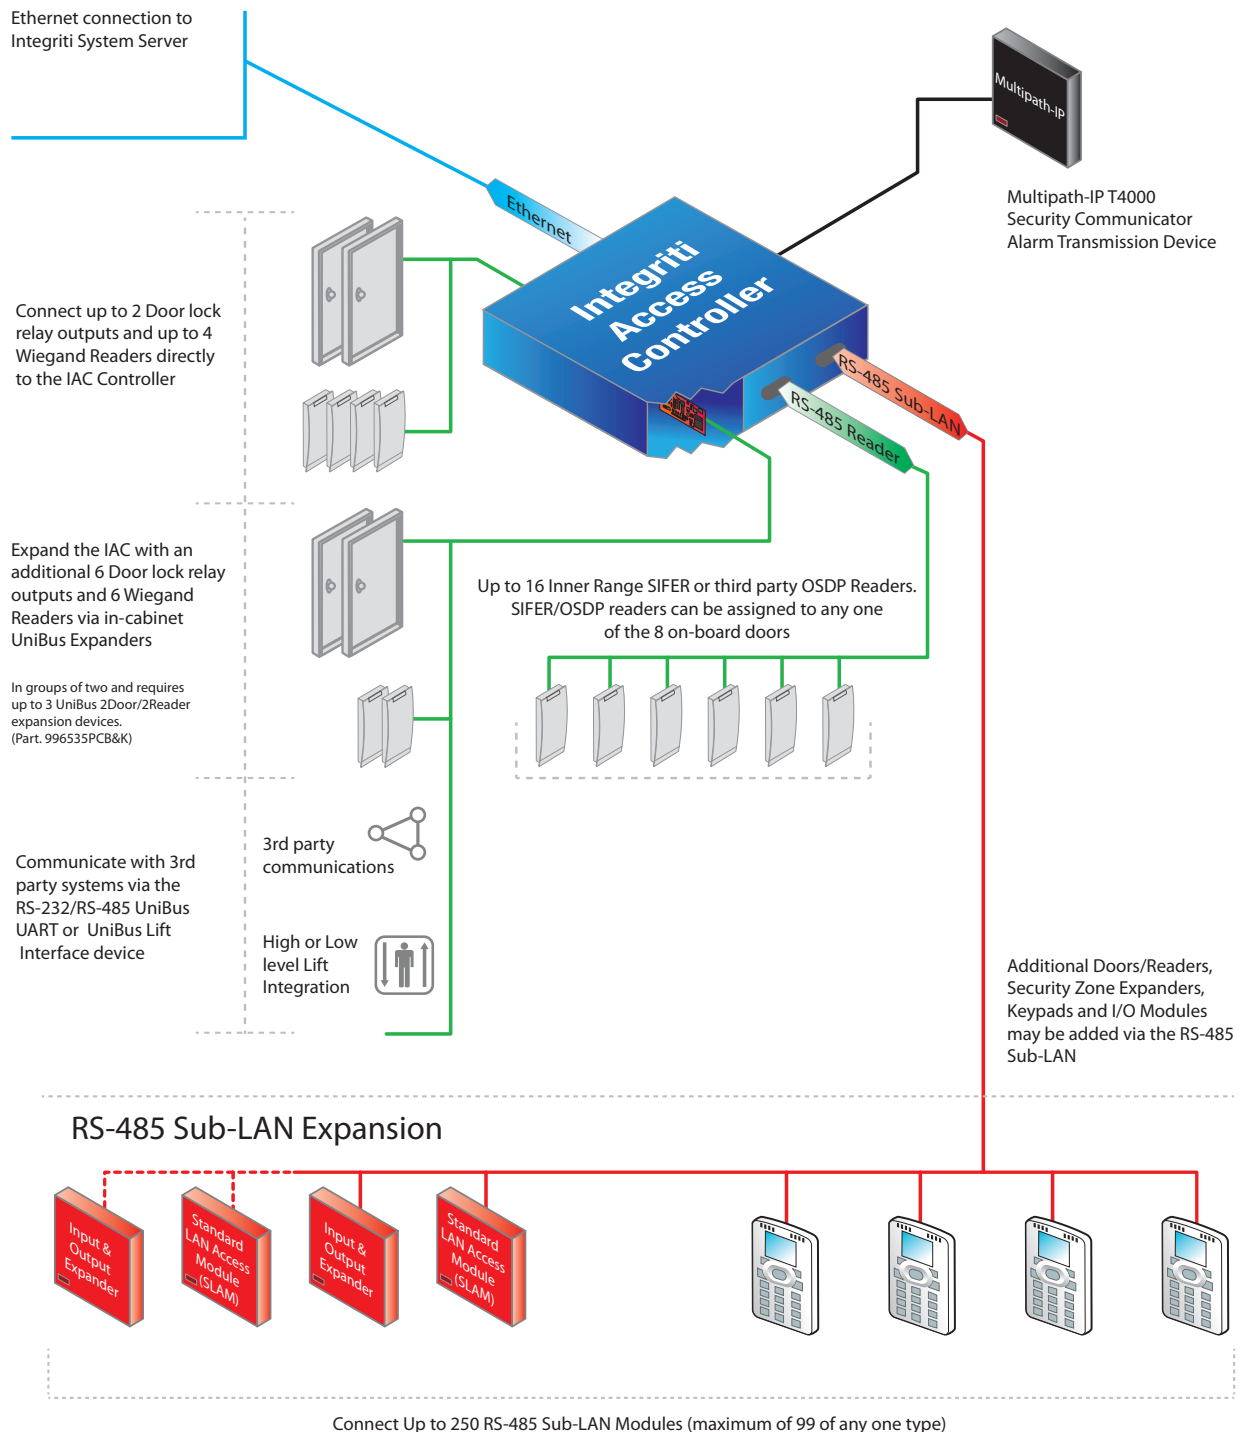 Ethernet connection to
Integriti System Server
Multipath-IP
Multipath-IP T4000
Security Communicator
Alarm Transmission Device
Ethernet
Integriti
Access
Controller
RS-485 Sub-LAN
RS-485 Reader
Connect up to 2 Door lock
relay outputs and up to 4
Wiegand Readers directly
to the IAC Controller
Expand the IAC with an
additional 6 Door lock relay
outputs and 6 Wiegand
Readers via in-cabinet
UniBus Expanders
In groups of two and requires
up to 3 UniBus 2Door/2Reader
expansion devices.
(Part. 996535PCB&K)
Up to 16 Inner Range SIFER or third party OSDP Readers.
SIFER/OSDP readers can be assigned to any one
of the 8 on-board doors
Communicate with 3rd
party systems via the
RS-232/RS-485 UniBus
UART or UniBus Lift
Interface device
3rd party
communications
High or Low
level Lift
Integration
Additional Doors/Readers,
Security Zone Expanders,
Keypads and I/O Modules
may be added via the RS-485
Sub-LAN
RS-485 Sub-LAN Expansion
Input &
Output
Expander
Standard
LAN Access
Module
(SLAM)
Input &
Output
Expander
Standard
LAN Access
Module
(SLAM)
Connect Up to 250 RS-485 Sub-LAN Modules (maximum of 99 of any one type)